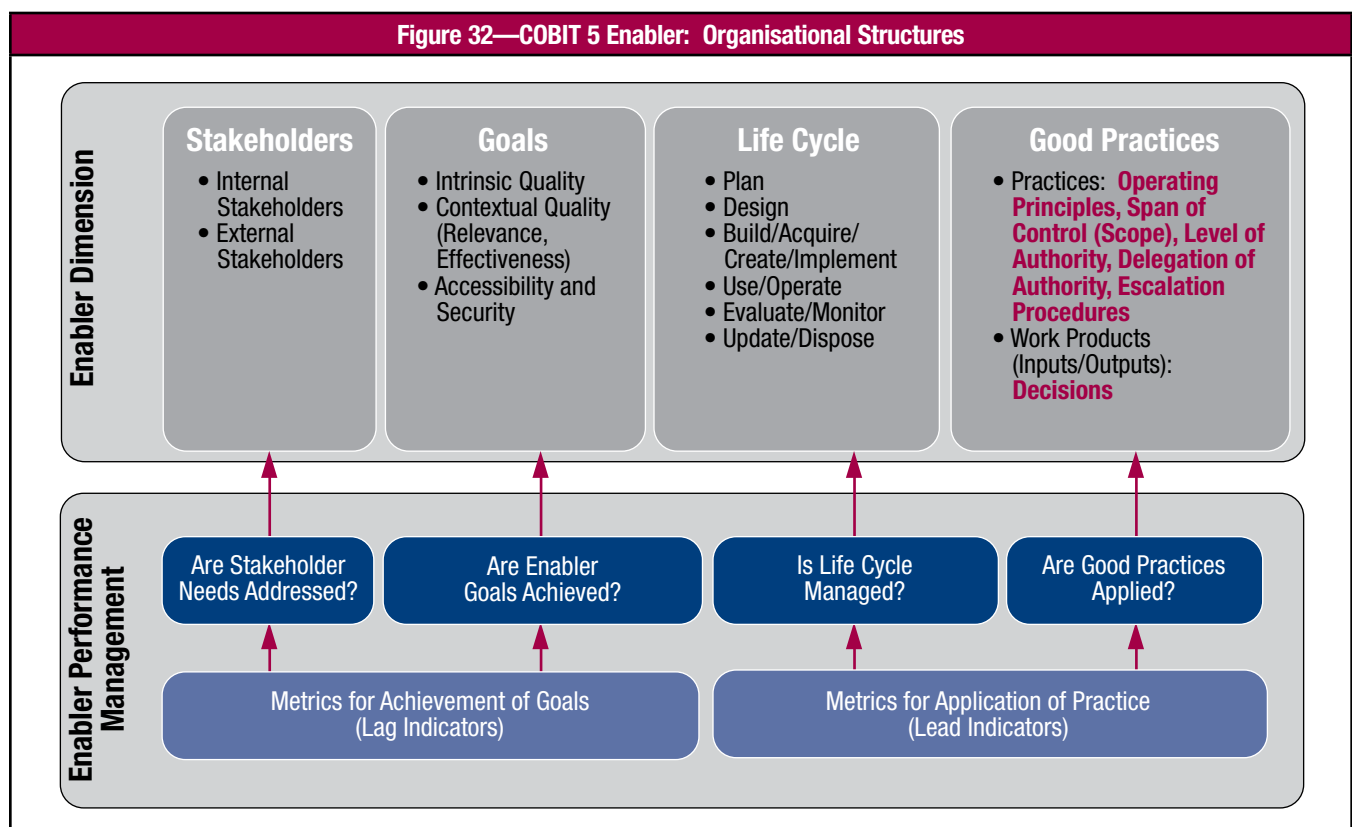 Figure 32—COBIT 5 Enabler: Organisational Structures
Enabler Dimension
Stakeholders
• Internal
Stakeholders
• External
Stakeholders
Goals
• Intrinsic Quality
• Contextual Quality
(Relevance,
Effectiveness)
• Accessibility and
Security
Life Cycle
• Plan
• Design
• Build/Acquire/
Create/Implement
• Use/Operate
• Evaluate/Monitor
• Update/Dispose
Good Practices
• Practices: Operating
Principles, Span of
Control (Scope), Level of
Authority, Delegation of
Authority, Escalation
Procedures
• Work Products
(Inputs/Outputs):
Decisions
Enabler Performance
Management
Are Stakeholder
Needs Addressed?
Are Enabler
Goals Achieved?
Is Life Cycle
Managed?
Are Good Practices
Applied?
Metrics for Achievement of Goals
(Lag Indicators)
Metrics for Application of Practice
(Lead Indicators)